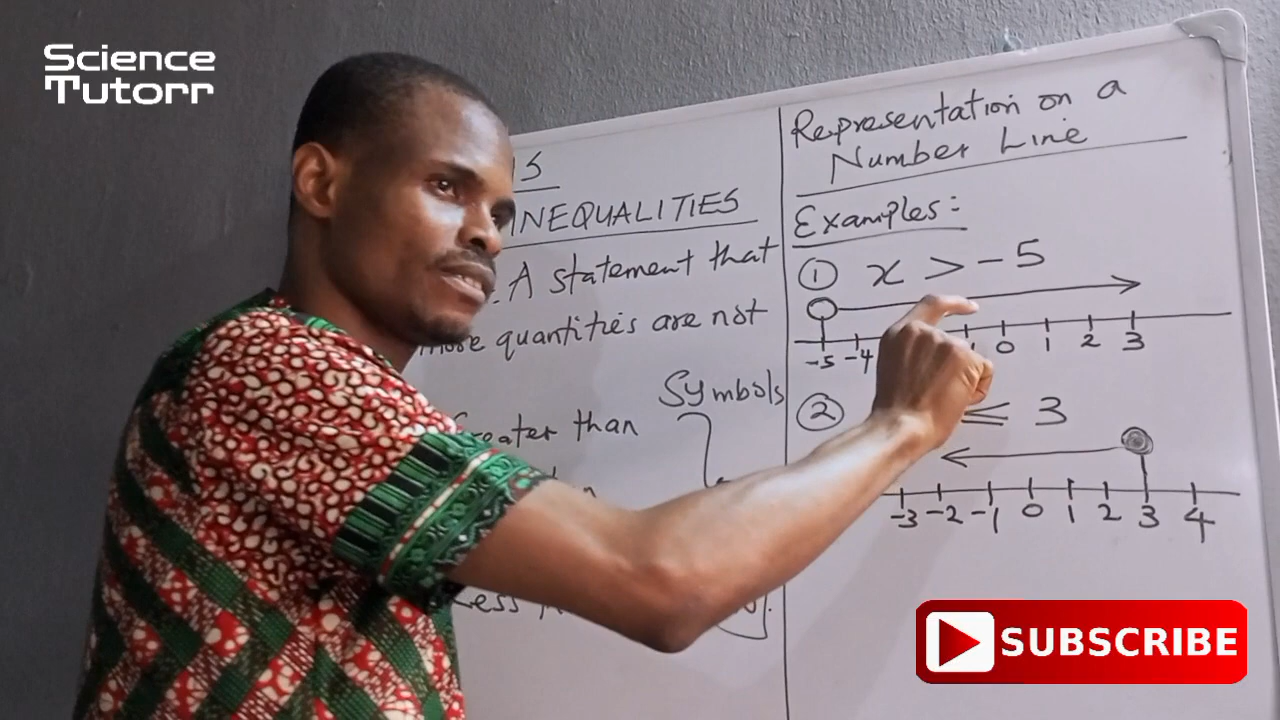 Science
Tutorr
INEQUALITIES
A statement that
quantities are not
Symbols
than
Less
Representation on a
Number Line
Examples:
① x > -5
-5 -4 0 1 2 3
② ≤ 3
-3 -2 -1 0 1 2 3 4
SUBSCRIBE